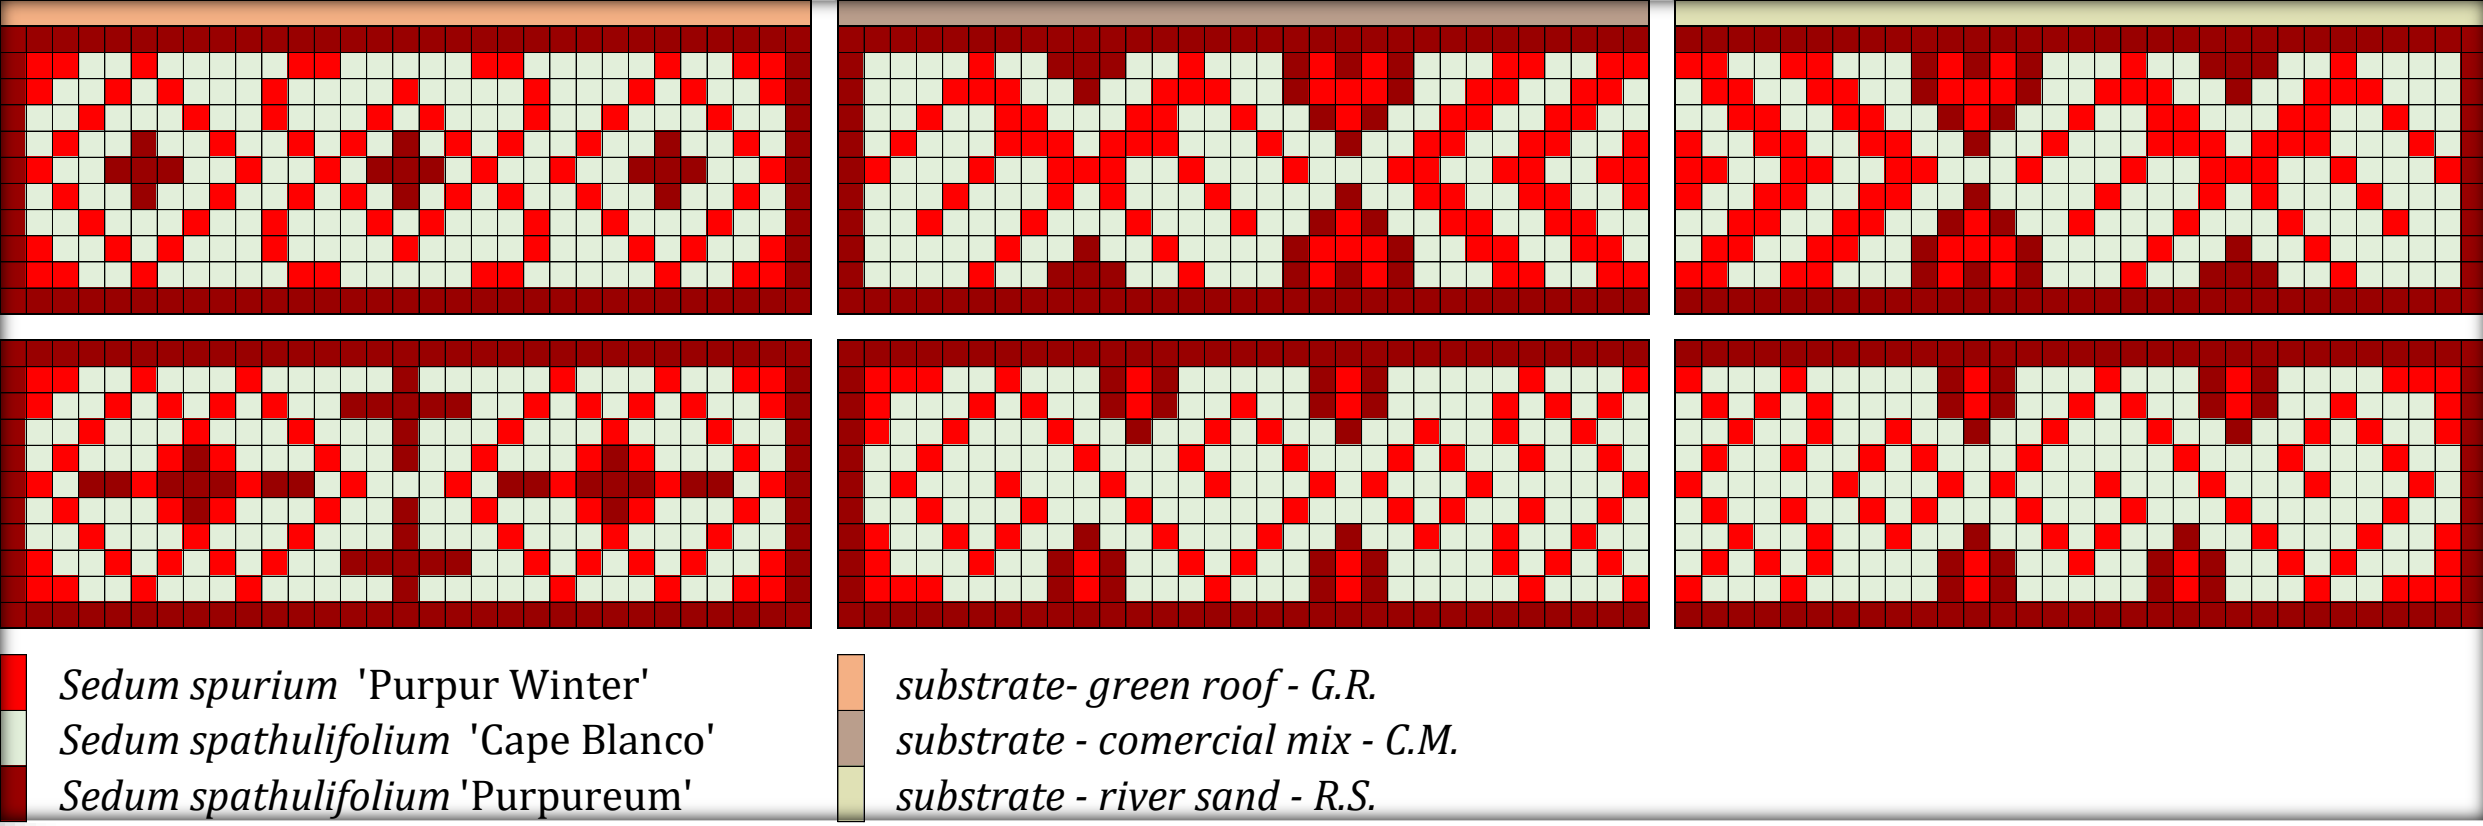 Sedum spurium 'Purpur Winter'
Sedum spathulifolium 'Cape Blanco'
Sedum spathulifolium 'Purpureum'
substrate- green roof - G.R.
substrate - comercial mix - C.M.
substrate - river sand - R.S.